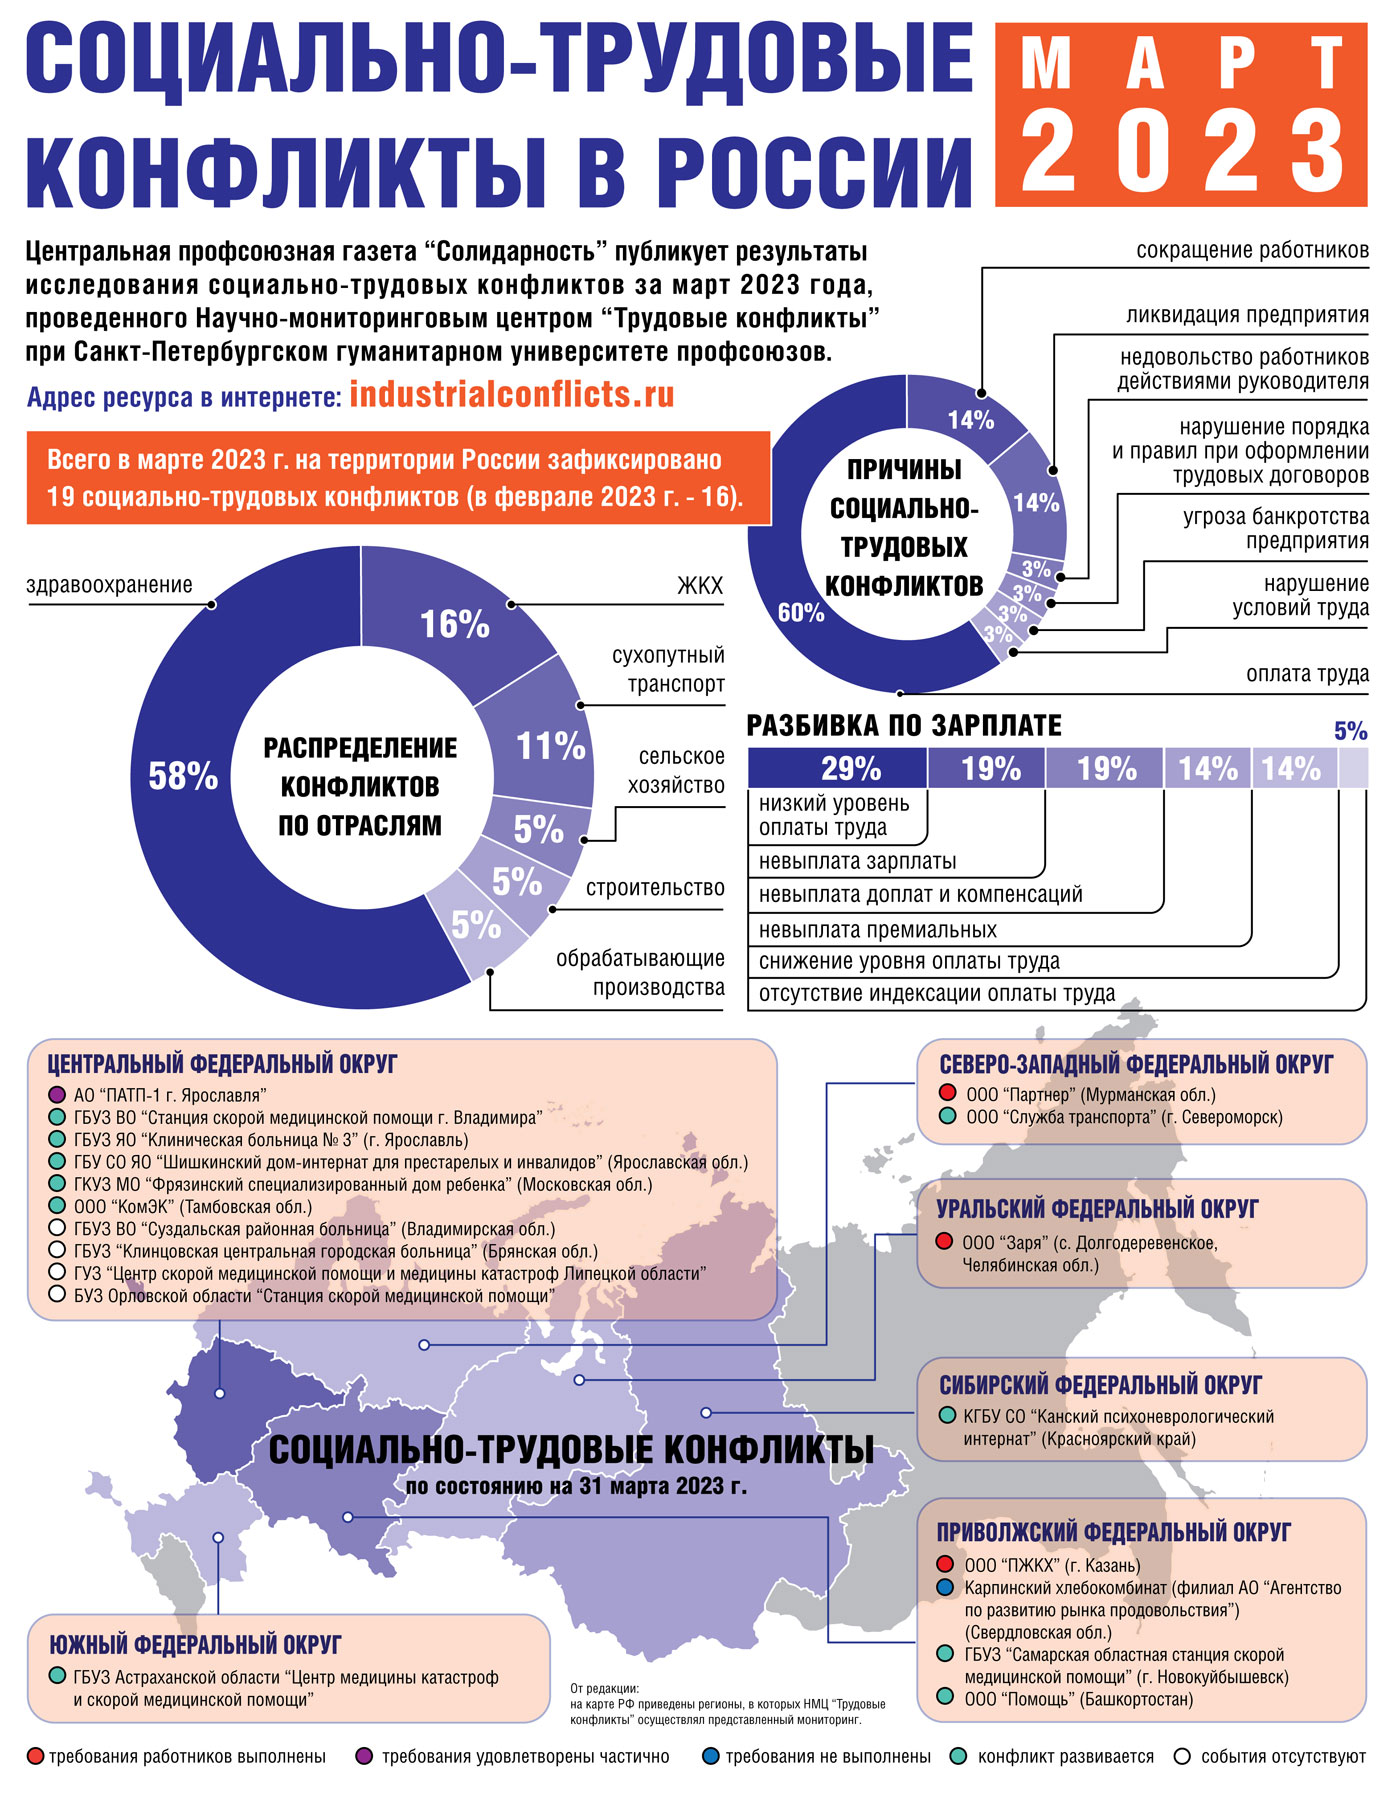 СОЦИАЛЬНО-ТРУДОВЫЕ
КОНФЛИКТЫ В РОССИИ
МАРТ
2023
Центральная профсоюзная газета “Солидарность” публикует результаты
исследования социально-трудовых конфликтов за март 2023 года,
проведенного Научно-мониторинговым центром “Трудовые конфликты”
при Санкт-Петербургском гуманитарном университете профсоюзов.
Адрес ресурса в интернете: industrialconflicts.ru
Всего в марте 2023 г. на территории России зафиксировано
19 социально-трудовых конфликтов (в феврале 2023 г. - 16).
сокращение работников
ликвидация предприятия
недовольство работников
действиями руководителя
нарушение порядка
и правил при оформлении
трудовых договоров
угроза банкротства
предприятия
нарушение
условий труда
оплата труда
ПРИЧИНЫ
СОЦИАЛЬНО-
ТРУДОВЫХ
КОНФЛИКТОВ
14%
14%
3%
3%
3%
3%
60%
здравоохранение
ЖКХ
сухопутный
транспорт
сельское
хозяйство
строительство
обрабатывающие
производства
РАСПРЕДЕЛЕНИЕ
КОНФЛИКТОВ
ПО ОТРАСЛЯМ
16%
11%
5%
5%
5%
58%
РАЗБИВКА ПО ЗАРПЛАТЕ
5%
29% 19% 19% 14% 14%
низкий уровень
оплаты труда
невыплата зарплаты
невыплата доплат и компенсаций
невыплата премиальных
снижение уровня оплаты труда
отсутствие индексации оплаты труда
ЦЕНТРАЛЬНЫЙ ФЕДЕРАЛЬНЫЙ ОКРУГ
АО “ПАТП-1 г. Ярославля”
ГБУЗ ВО “Станция скорой медицинской помощи г. Владимира”
ГБУЗ ЯО “Клиническая больница № 3” (г. Ярославль)
ГБУ СО ЯО “Шишкинский дом-интернат для престарелых и инвалидов” (Ярославская обл.)
ГКУЗ МО “Фрязинский специализированный дом ребенка” (Московская обл.)
ООО “КомЭК” (Тамбовская обл.)
ГБУЗ ВО “Суздальская районная больница” (Владимирская обл.)
ГБУЗ “Клинцовская центральная городская больница” (Брянская обл.)
ГУЗ “Центр скорой медицинской помощи и медицины катастроф Липецкой области”
БУЗ Орловской области “Станция скорой медицинской помощи”
СЕВЕРО-ЗАПАДНЫЙ ФЕДЕРАЛЬНЫЙ ОКРУГ
ООО “Партнер” (Мурманская обл.)
ООО “Служба транспорта” (г. Североморск)
УРАЛЬСКИЙ ФЕДЕРАЛЬНЫЙ ОКРУГ
ООО “Заря” (с. Долгодеревенское,
Челябинская обл.)
СИБИРСКИЙ ФЕДЕРАЛЬНЫЙ ОКРУГ
КГБУ СО “Канский психоневрологический
интернат” (Красноярский край)
СОЦИАЛЬНО-ТРУДОВЫЕ КОНФЛИКТЫ
по состоянию на 31 марта 2023 г.
ПРИВОЛЖСКИЙ ФЕДЕРАЛЬНЫЙ ОКРУГ
ООО “ПЖКХ” (г. Казань)
Карпинский хлебокомбинат (филиал АО “Агентство
по развитию рынка продовольствия”)
(Свердловская обл.)
ГБУЗ “Самарская областная станция скорой
медицинской помощи” (г. Новокуйбышевск)
ООО “Помощь” (Башкортостан)
ЮЖНЫЙ ФЕДЕРАЛЬНЫЙ ОКРУГ
ГБУЗ Астраханской области “Центр медицины катастроф
и скорой медицинской помощи”
От редакции:
на карте РФ приведены регионы, в которых НМЦ “Трудовые
конфликты” осуществлял представленный мониторинг.
требования работников выполнены
требования удовлетворены частично
требования не выполнены
конфликт развивается
события отсутствуют